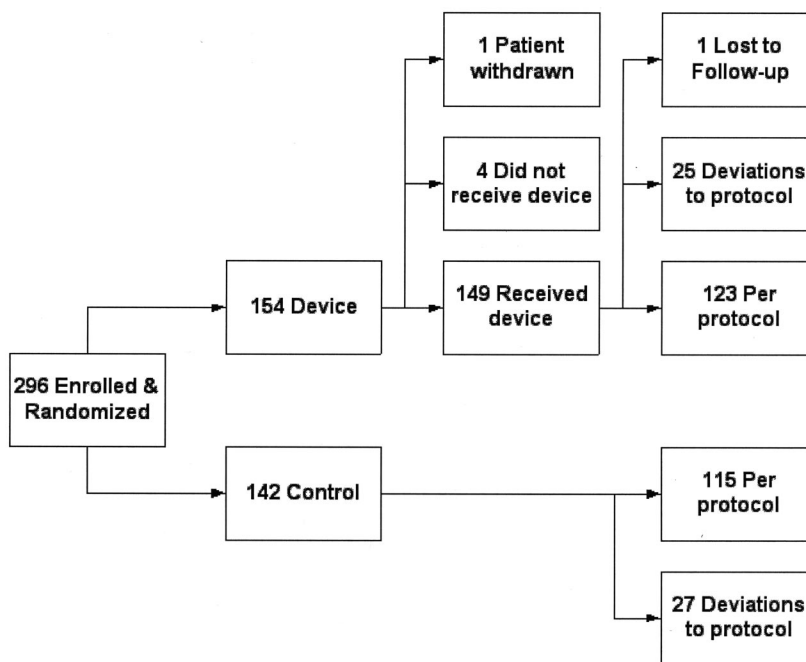 1 Patient
withdrawn
1 Lost to
Follow-up
4 Did not
receive device
25 Deviations
to protocol
154 Device
149 Received
device
123 Per
protocol
296 Enrolled &
Randomized
142 Control
115 Per
protocol
27 Deviations
to protocol